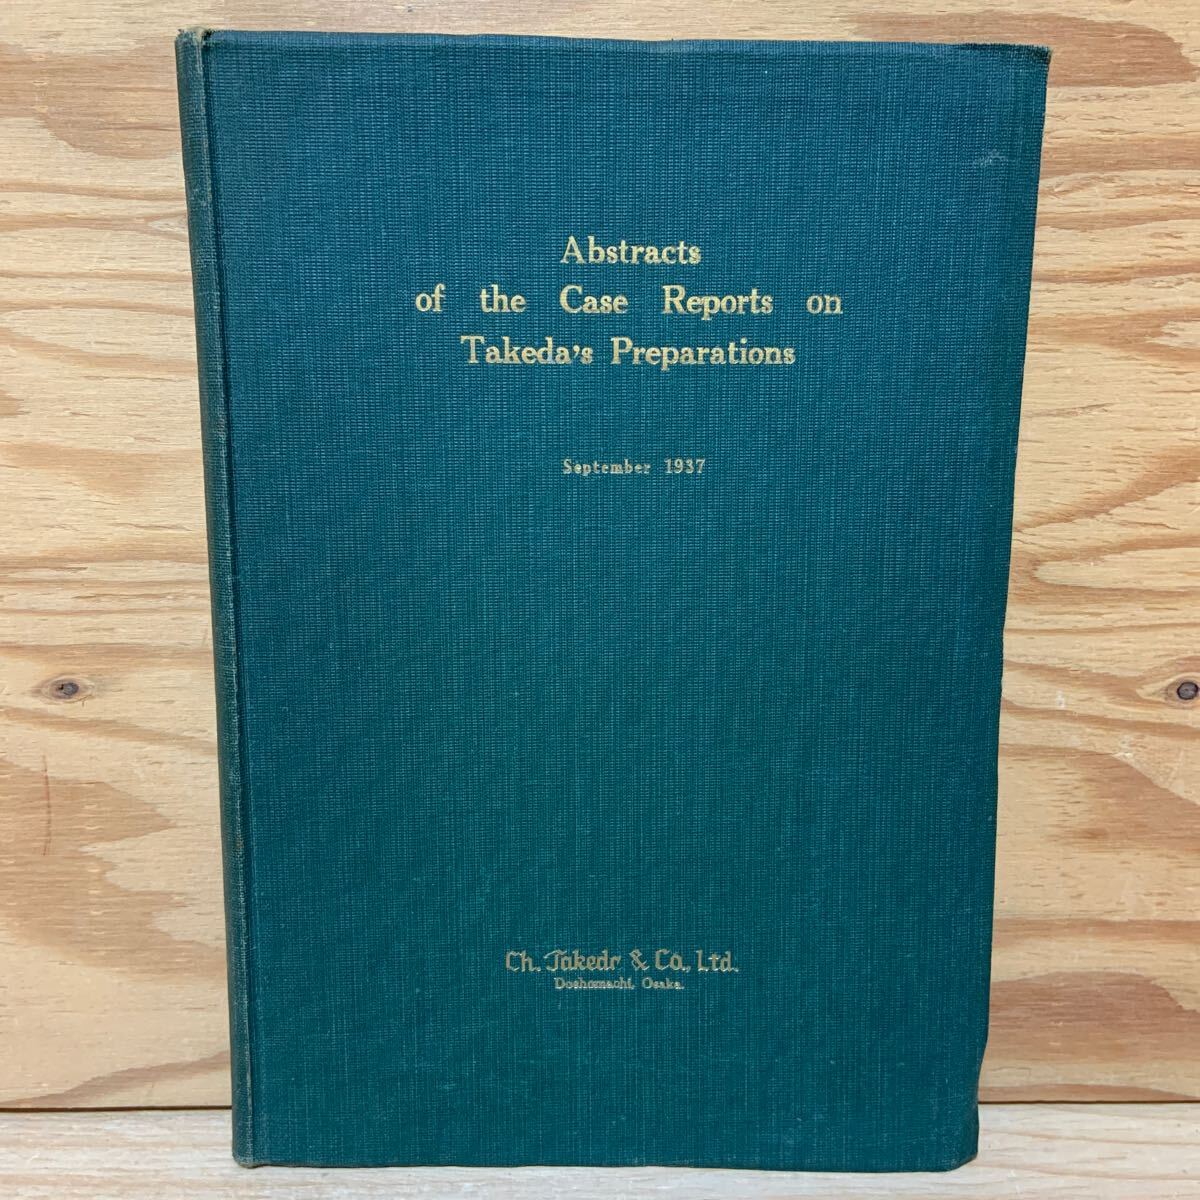 Abstracts
of the Case Reports on
Takeda's Preparations
September 1937
Ch. Takeda & Co., Ltd.
Doshomachi, Osaka.